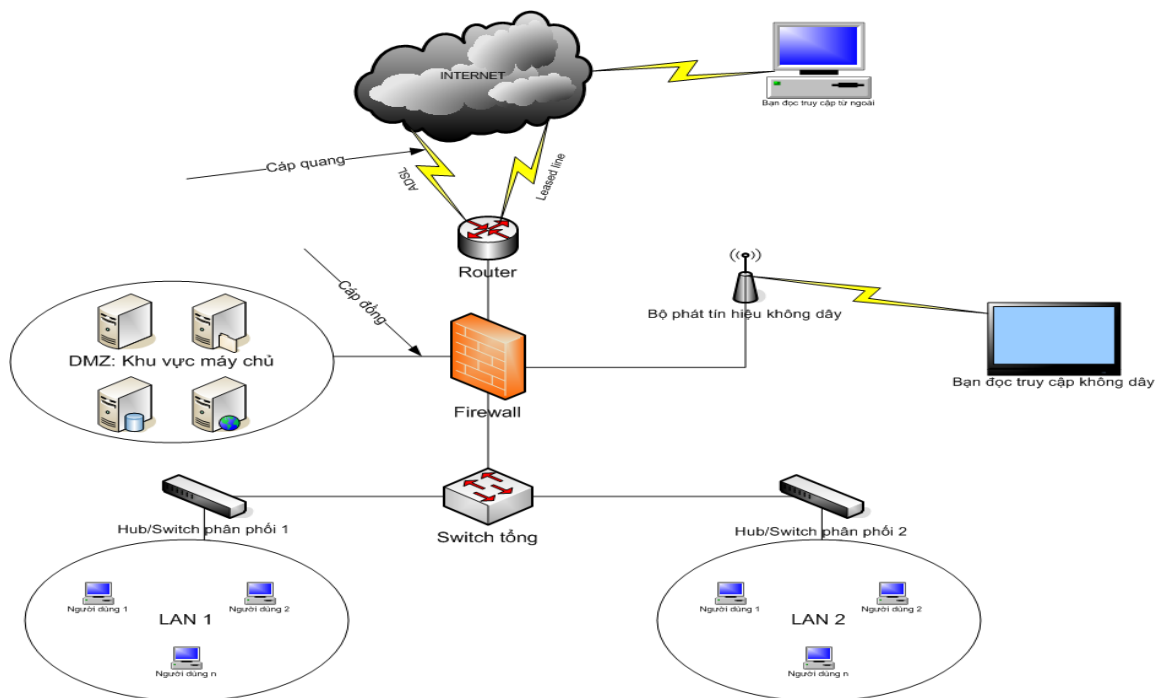 INTERNET
Bạn đọc truy cập từ ngoài
Cáp quang
ADSL
Leased line
Router
Cáp đồng
Bộ phát tín hiệu không dây
DMZ: Khu vực máy chủ
Bạn đọc truy cập không dây
Firewall
Hub/Switch phân phối 1
Switch tổng
Hub/Switch phân phối 2
Người dùng 1
Người dùng 2
LAN 1
Người dùng n
Người dùng 1
Người dùng 2
LAN 2
Người dùng n